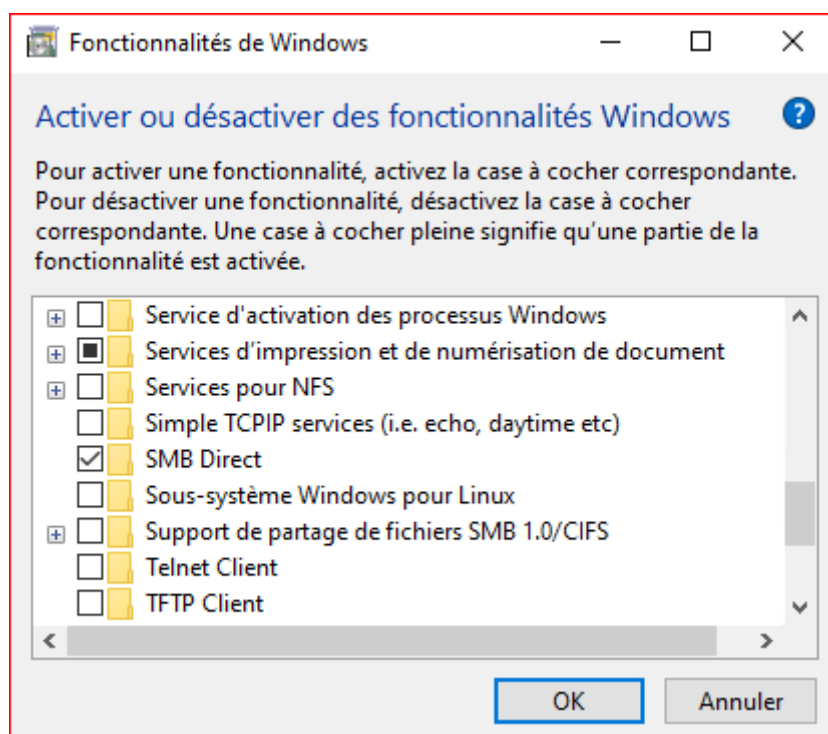 Fonctionnalités de Windows
Activer ou désactiver des fonctionnalités Windows
Pour activer une fonctionnalité, activez la case à cocher correspondante.
Pour désactiver une fonctionnalité, désactivez la case à cocher
correspondante. Une case à cocher pleine signifie qu’une partie de la
fonctionnalité est activée.
Service d'activation des processus Windows
Services d’impression et de numérisation de document
Services pour NFS
Simple TCPIP services (i.e. echo, daytime etc)
SMB Direct
Sous-système Windows pour Linux
Support de partage de fichiers SMB 1.0/CIFS
Telnet Client
TFTP Client
OK
Annuler